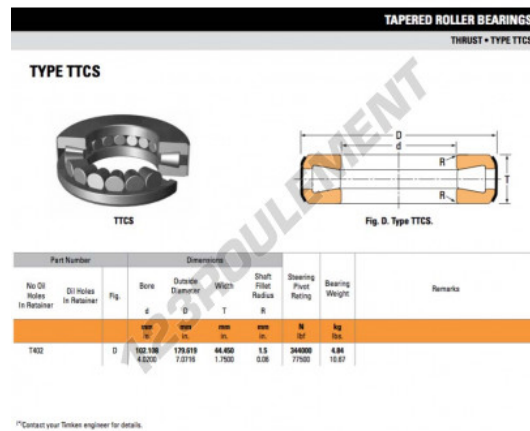 TAPERED ROLLER BEARINGS
THRUST • TYPE TTCS
TYPE TTCS
D
d
R
T
R
TTCS
Fig. D. Type TTCS.
123ROULEMENT
Part Number Dimensions
No Oil Holes In Retainer Oil Holes In Retainer Fig. Bore Outside Diammter Width Shaft Fillet Radius Steering Pivot Rating Bearing Weight Remarks
d D T R
mm mm mm mm N kg
in. in. in. in. lbf lbs.
T402 D 102.108 179.619 44.450 1.5 344000 4.84
4.0200 7.0716 1.7500 0.06 77500 10.67
(*)Contact your Timken engineer for details.